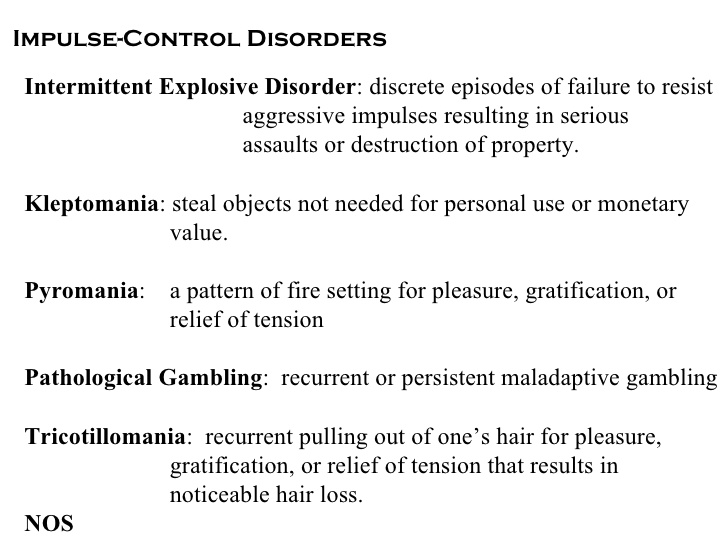 Impulse-Control Disorders
Intermittent Explosive Disorder: discrete episodes of failure to resist
aggressive impulses resulting in serious
assaults or destruction of property.
Kleptomania: steal objects not needed for personal use or monetary
value.
Pyromania: a pattern of fire setting for pleasure, gratification, or
relief of tension
Pathological Gambling: recurrent or persistent maladaptive gambling
Tricotillomania: recurrent pulling out of one’s hair for pleasure,
gratification, or relief of tension that results in
noticeable hair loss.
NOS